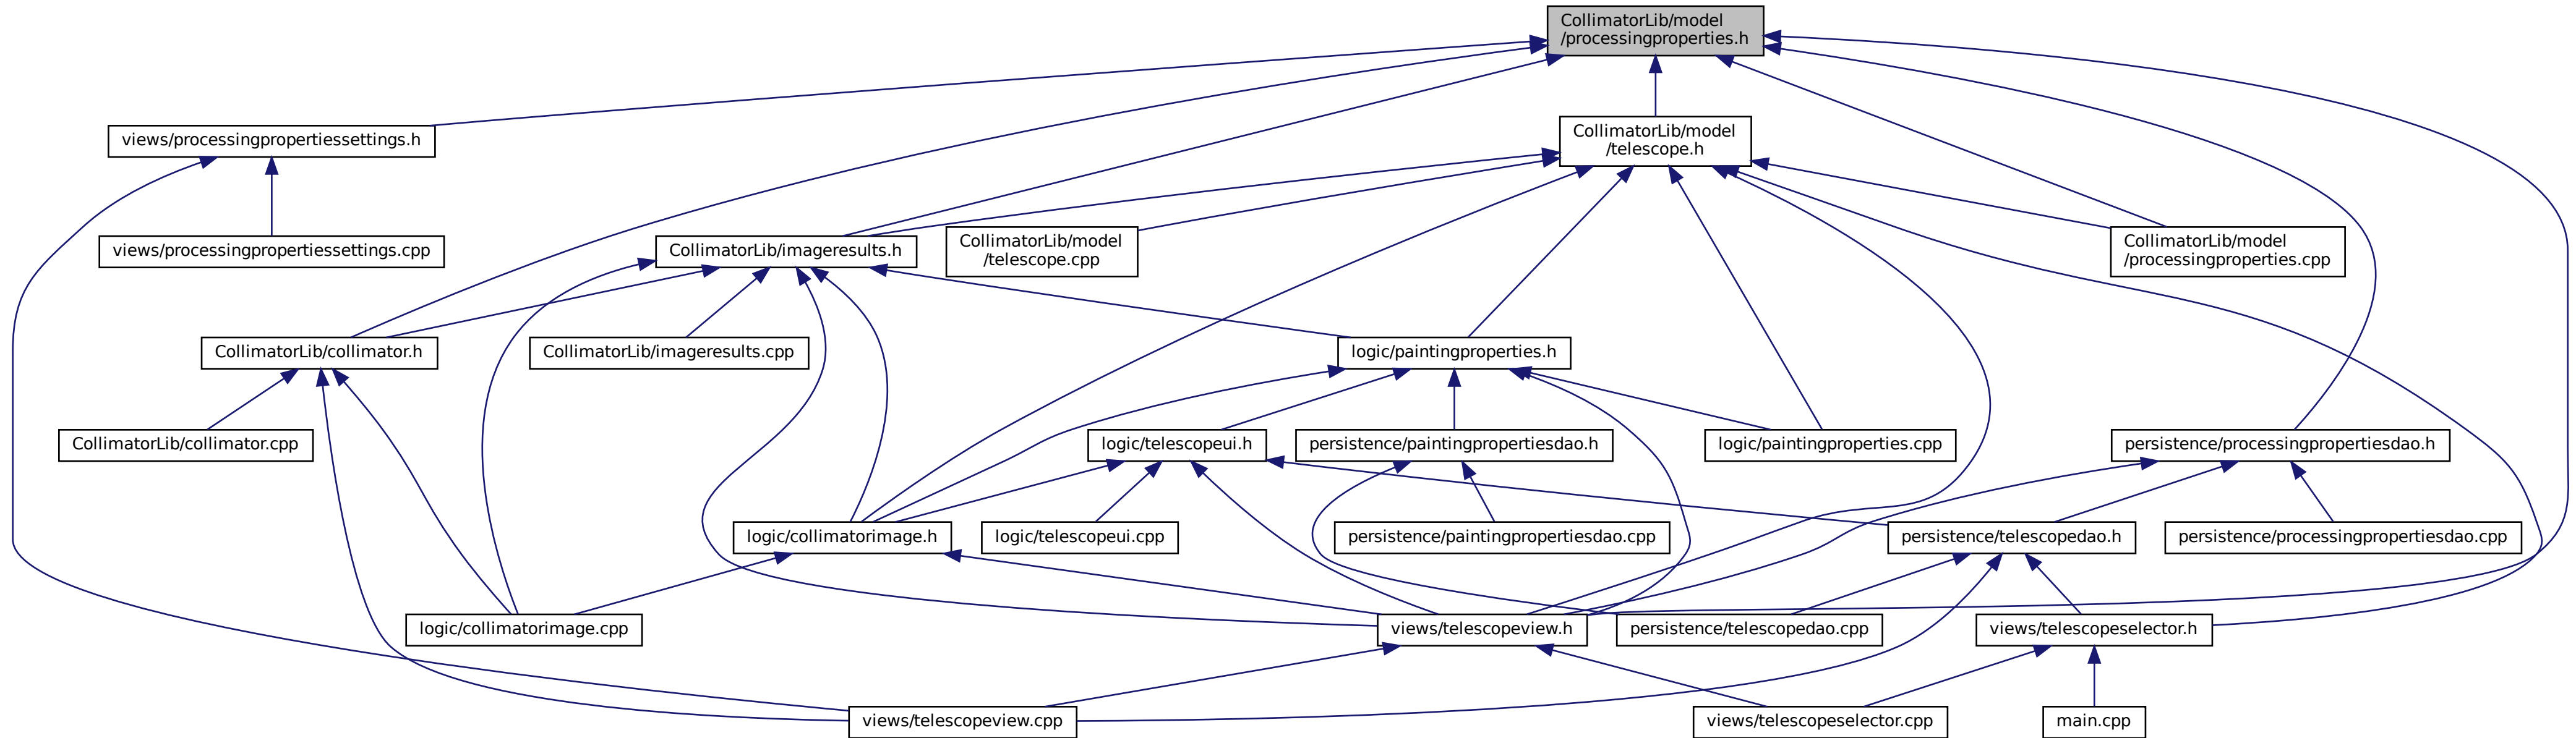 CollimatorLib/model
/processingproperties.h
CollimatorLib/model
/telescope.h
views/processingpropertiessettings.h
views/processingpropertiessettings.cpp
CollimatorLib/imageresults.h
CollimatorLib/model
/telescope.cpp
CollimatorLib/model
/processingproperties.cpp
CollimatorLib/collimator.h
CollimatorLib/imageresults.cpp
logic/paintingproperties.h
CollimatorLib/collimator.cpp
logic/telescopeui.h
persistence/paintingpropertiesdao.h
logic/paintingproperties.cpp
persistence/processingpropertiesdao.h
logic/collimatorimage.h
logic/telescopeui.cpp
persistence/paintingpropertiesdao.cpp
persistence/telescopedao.h
persistence/processingpropertiesdao.cpp
logic/collimatorimage.cpp
views/telescopeview.h
persistence/telescopedao.cpp
views/telescopeselector.h
views/telescopeview.cpp
views/telescopeselector.cpp
main.cpp